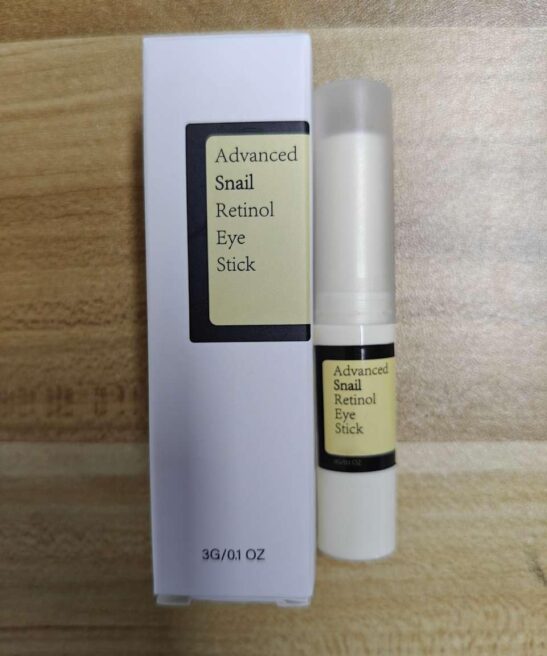 Advanced
Snail
Retinol
Eye
Stick
3G/0.1 OZ
Advanced
Snail
Retinol
Eye
Stick